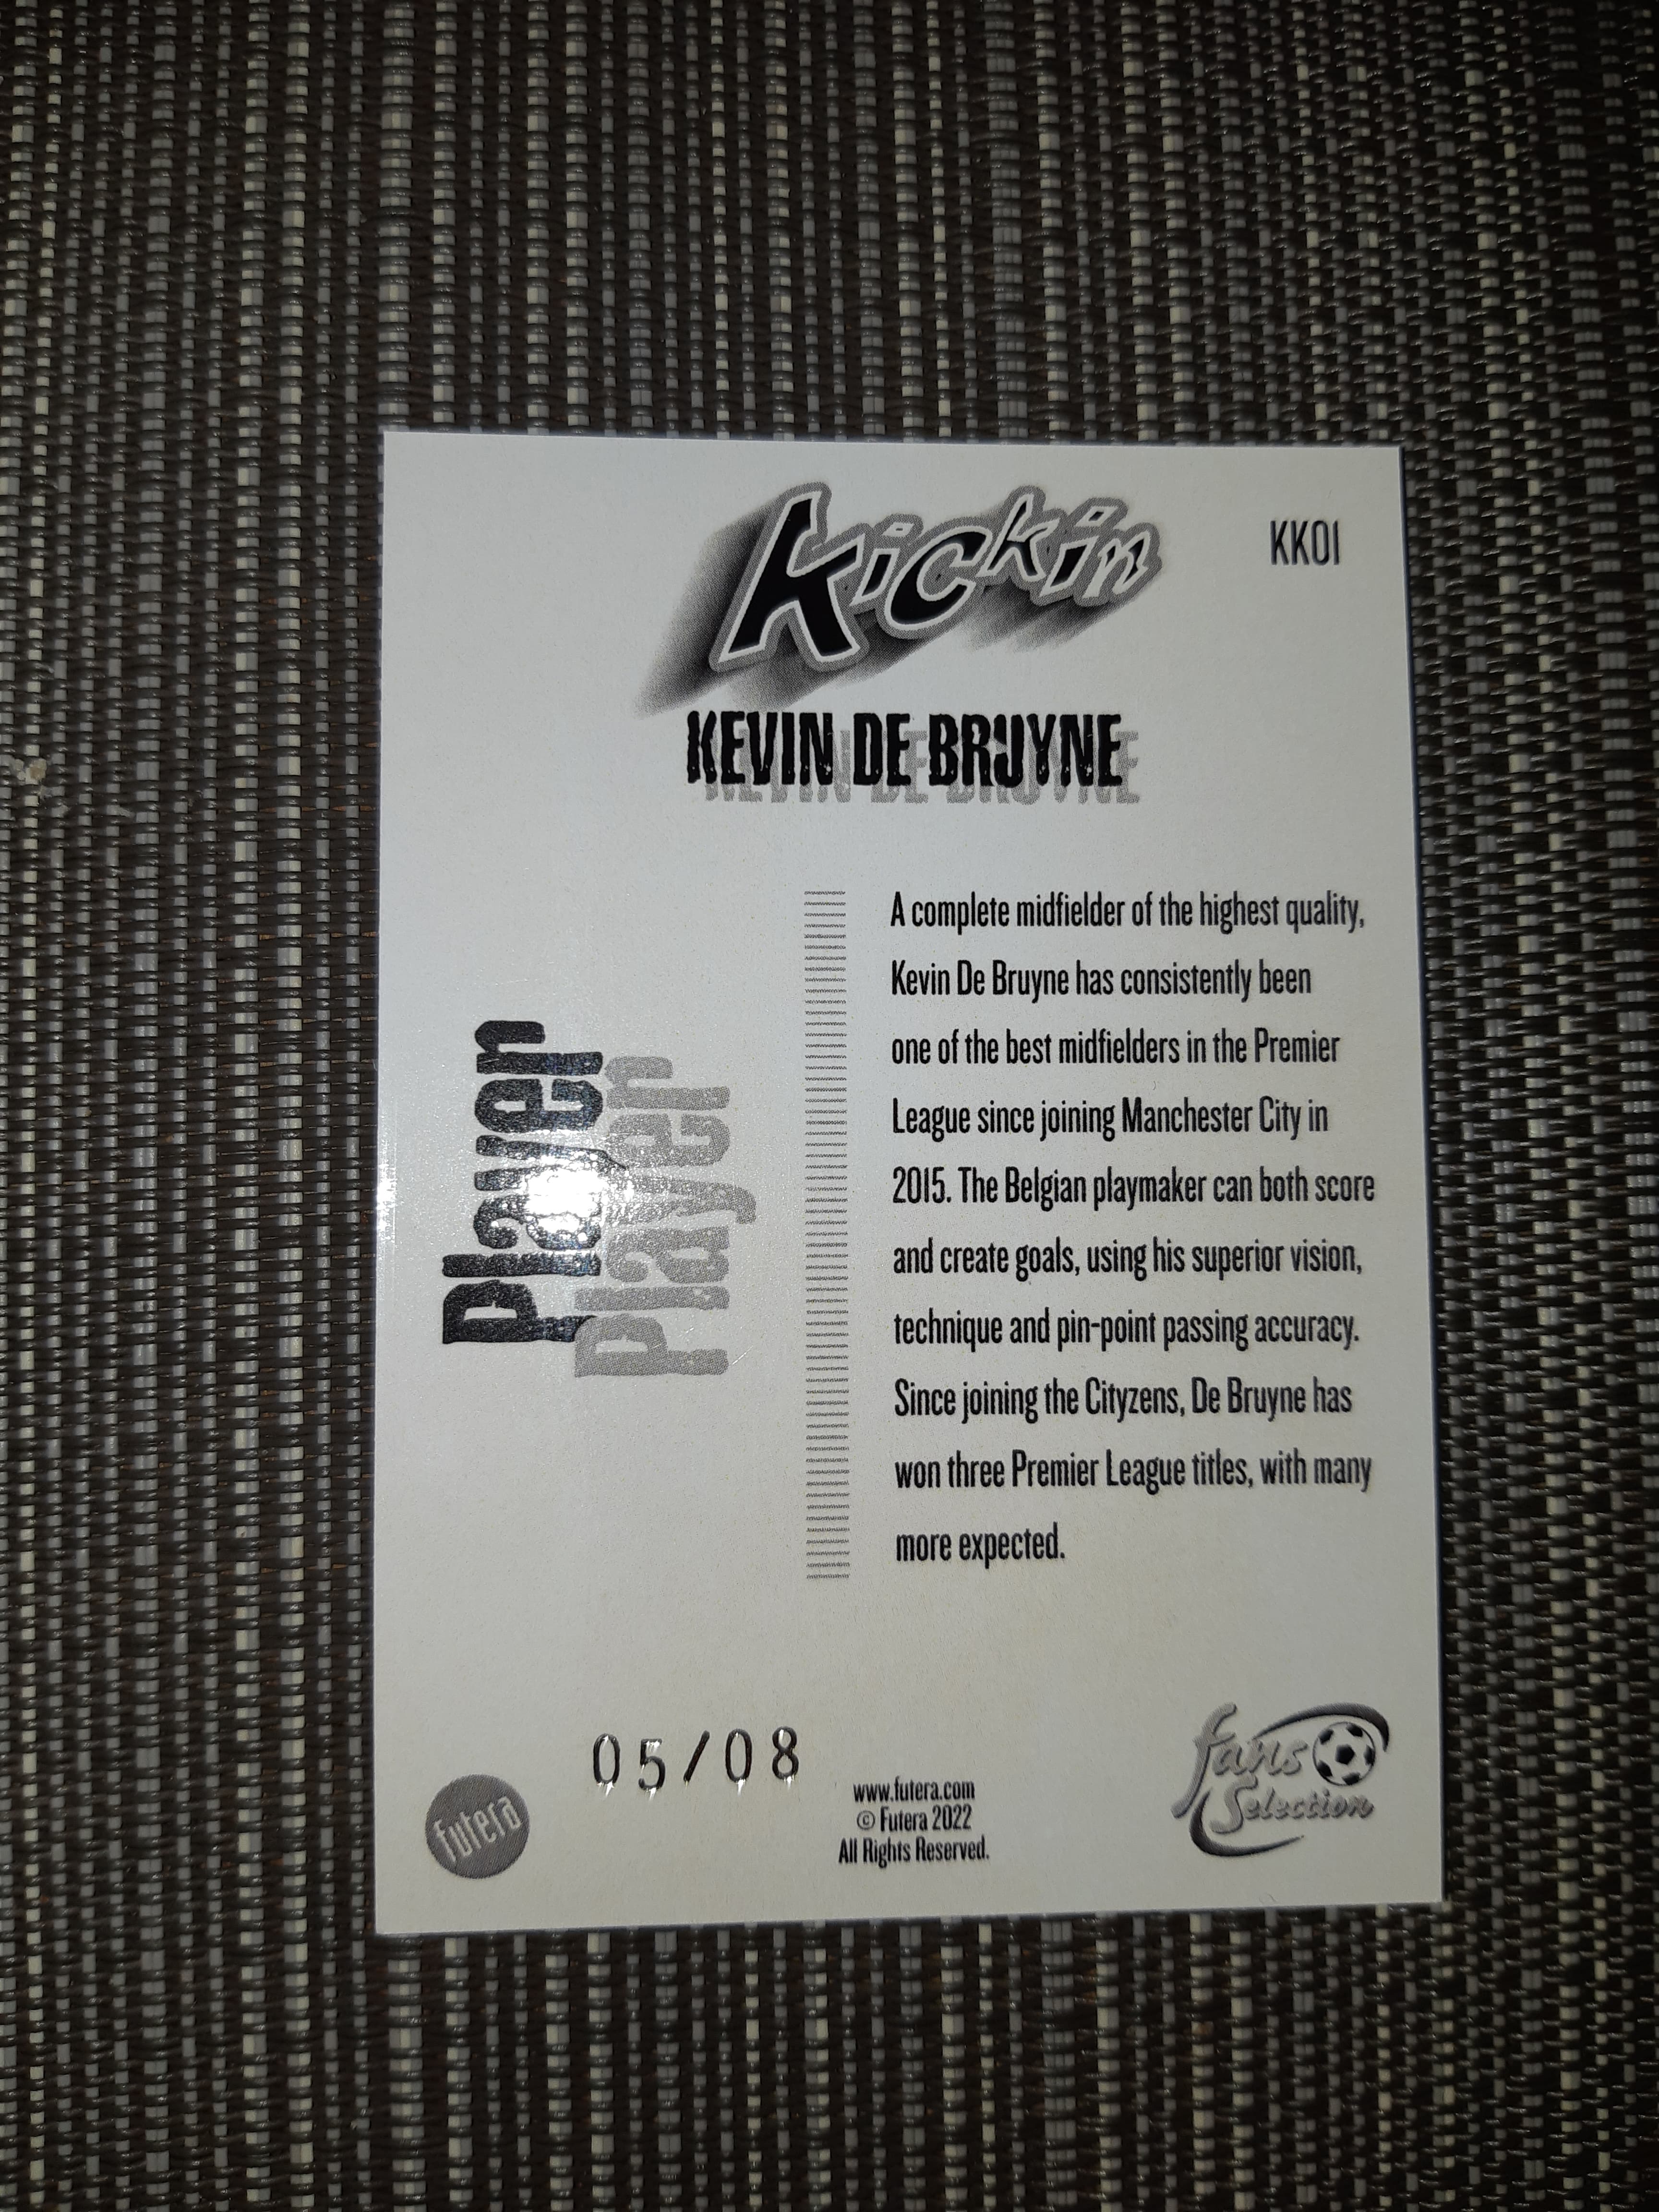 Kickin
KK01
KEVIN DE BRUYNE
Player
A complete midfielder of the highest quality,
Kevin De Bruyne has consistently been
one of the best midfielders in the Premier
League since joining Manchester City in
2015. The Belgian playmaker can both score
and create goals, using his superior vision,
technique and pin-point passing accuracy.
Since joining the Cityzens, De Bruyne has
won three Premier League titles, with many
more expected.
05/08
futera
www.futera.com
© Futera 2022
All Rights Reserved.
fans
Selection